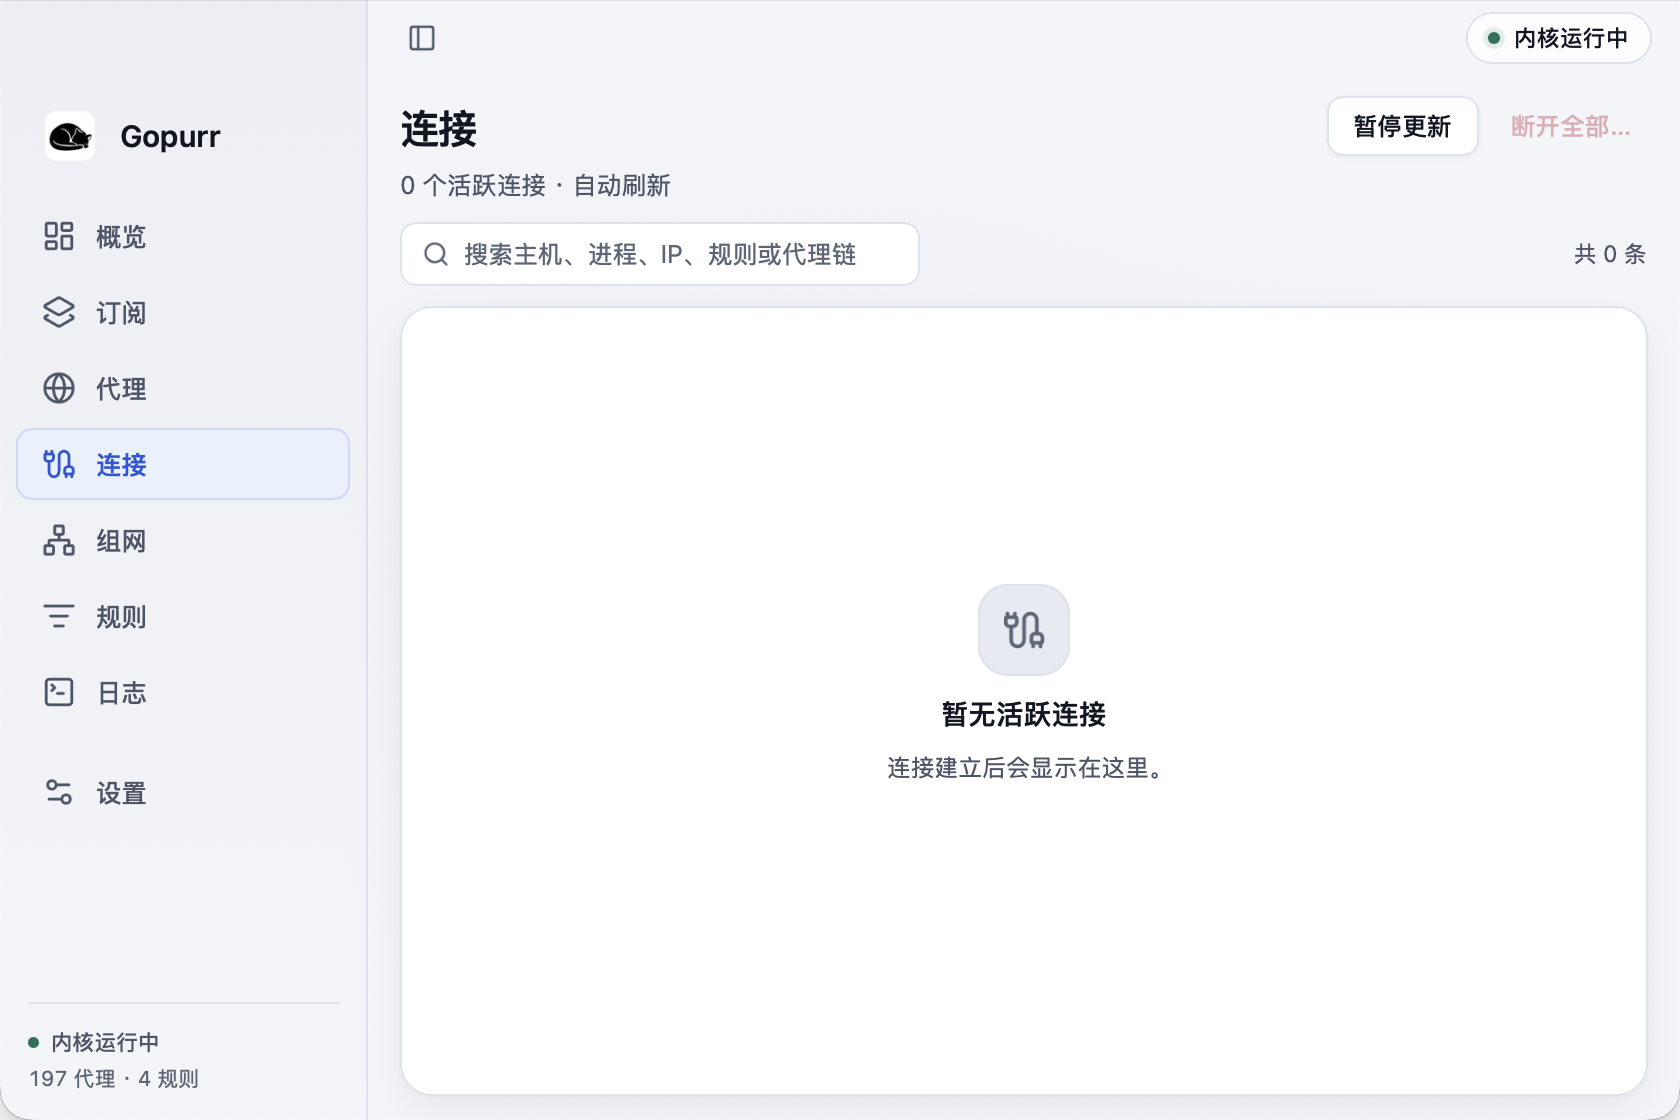 内核运行中
Gopurr
概览
订阅
代理
连接
组网
规则
日志
设置
内核运行中
197 代理 · 4 规则
连接
暂停更新
断开全部...
0 个活跃连接 · 自动刷新
搜索主机、进程、IP、规则或代理链
共 0 条
暂无活跃连接
连接建立后会显示在这里。